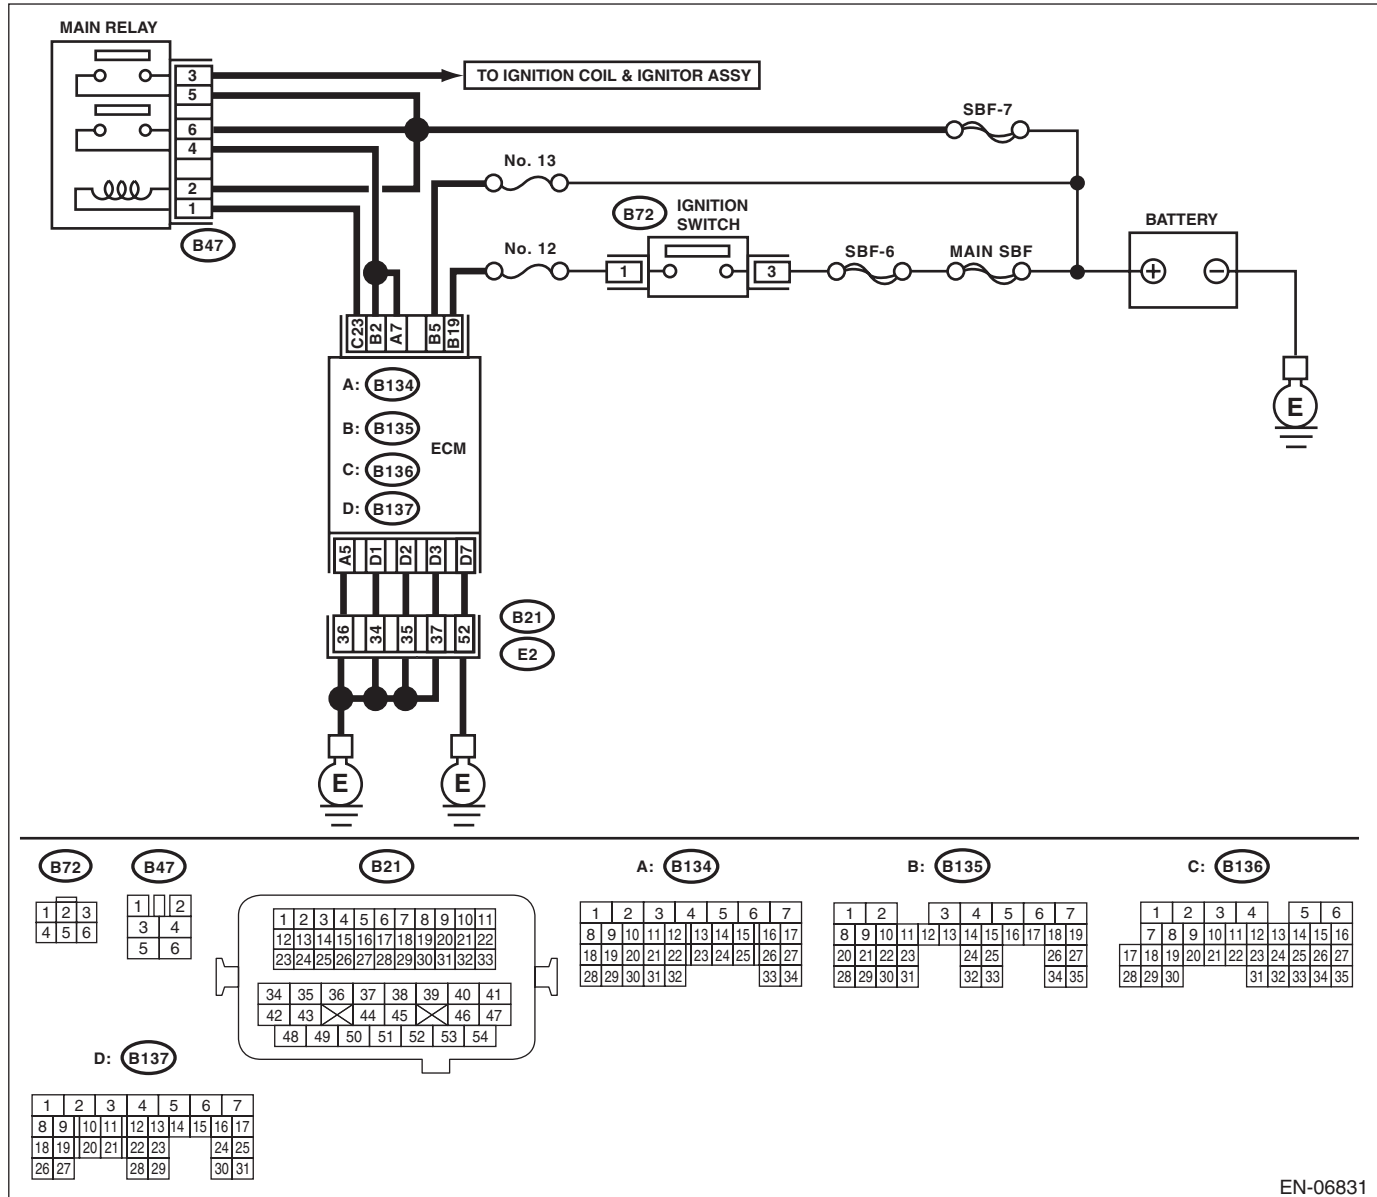 MAIN RELAY
3
TO IGNITION COIL & IGNITOR ASSY
5
6
SBF-7
4
No. 13
2
1
B47
B72
IGNITION
SWITCH
BATTERY
No. 12
1
3
SBF-6
MAIN SBF
+
−
E
C23
B2
A7
B5
B19
A: B134
B: B135
ECM
C: B136
D: B137
A5
D1
D2
D3
D7
36
34
35
37
52
B21
E2
E
E
B72
1 2 3
4 5 6
B47
1 2
3 4
5 6
B21
1 2 3 4 5 6 7 8 9 10 11
12 13 14 15 16 17 18 19 20 21 22
23 24 25 26 27 28 29 30 31 32 33
34 35 36 37 38 39 40 41
42 43 44 45 46 47
48 49 50 51 52 53 54
A: B134
1 2 3 4 5 6 7
8 9 10 11 12 13 14 15 16 17
18 19 20 21 22 23 24 25 26 27
28 29 30 31 32 33 34
B: B135
1 2 3 4 5 6 7
8 9 10 11 12 13 14 15 16 17 18 19
20 21 22 23 24 25 26 27
28 29 30 31 32 33 34 35
C: B136
1 2 3 4 5 6
7 8 9 10 11 12 13 14 15 16
17 18 19 20 21 22 23 24 25 26 27
28 29 30 31 32 33 34 35
D: B137
1 2 3 4 5 6 7
8 9 10 11 12 13 14 15 16 17
18 19 20 21 22 23 24 25
26 27 28 29 30 31
EN-06831